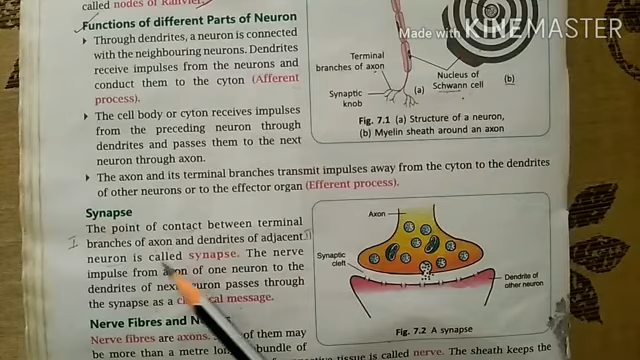 called nodes of Ranvier.
Functions of different Parts of Neuron
Through dendrites, a neuron is connected
with the neighbouring neurons. Dendrites
receive impulses from the neurons and
conduct them to the cyton (Afferent
process).
The cell body or cyton receives impulses
from the preceding neuron through
dendrites and passes them to the next
neuron through axon.
The axon and its terminal branches transmit impulses away from the cyton to the dendrites
of other neurons or to the effector organ (Efferent process).
Synapse
The point of contact between terminal
branches of axon and dendrites of adjacent
neuron is called synapse. The nerve
impulse from axon of one neuron to the
dendrites of next neuron passes through
the synapse as a message.
Nerve Fibres and
Nerve fibres are axons. of them may
be more than a metre bundle of
tissue is called nerve. The sheath keeps the
Made with KINEMASTER
Terminal
branches of axon
Synaptic
knob
(a)
Nucleus of
Schwann cell
(b)
Fig. 7.1 (a) Structure of a neuron,
(b) Myelin sheath around an axon
Axon
Synaptic
cleft
Dendrite of
other neuron
Fig. 7.2 A synapse